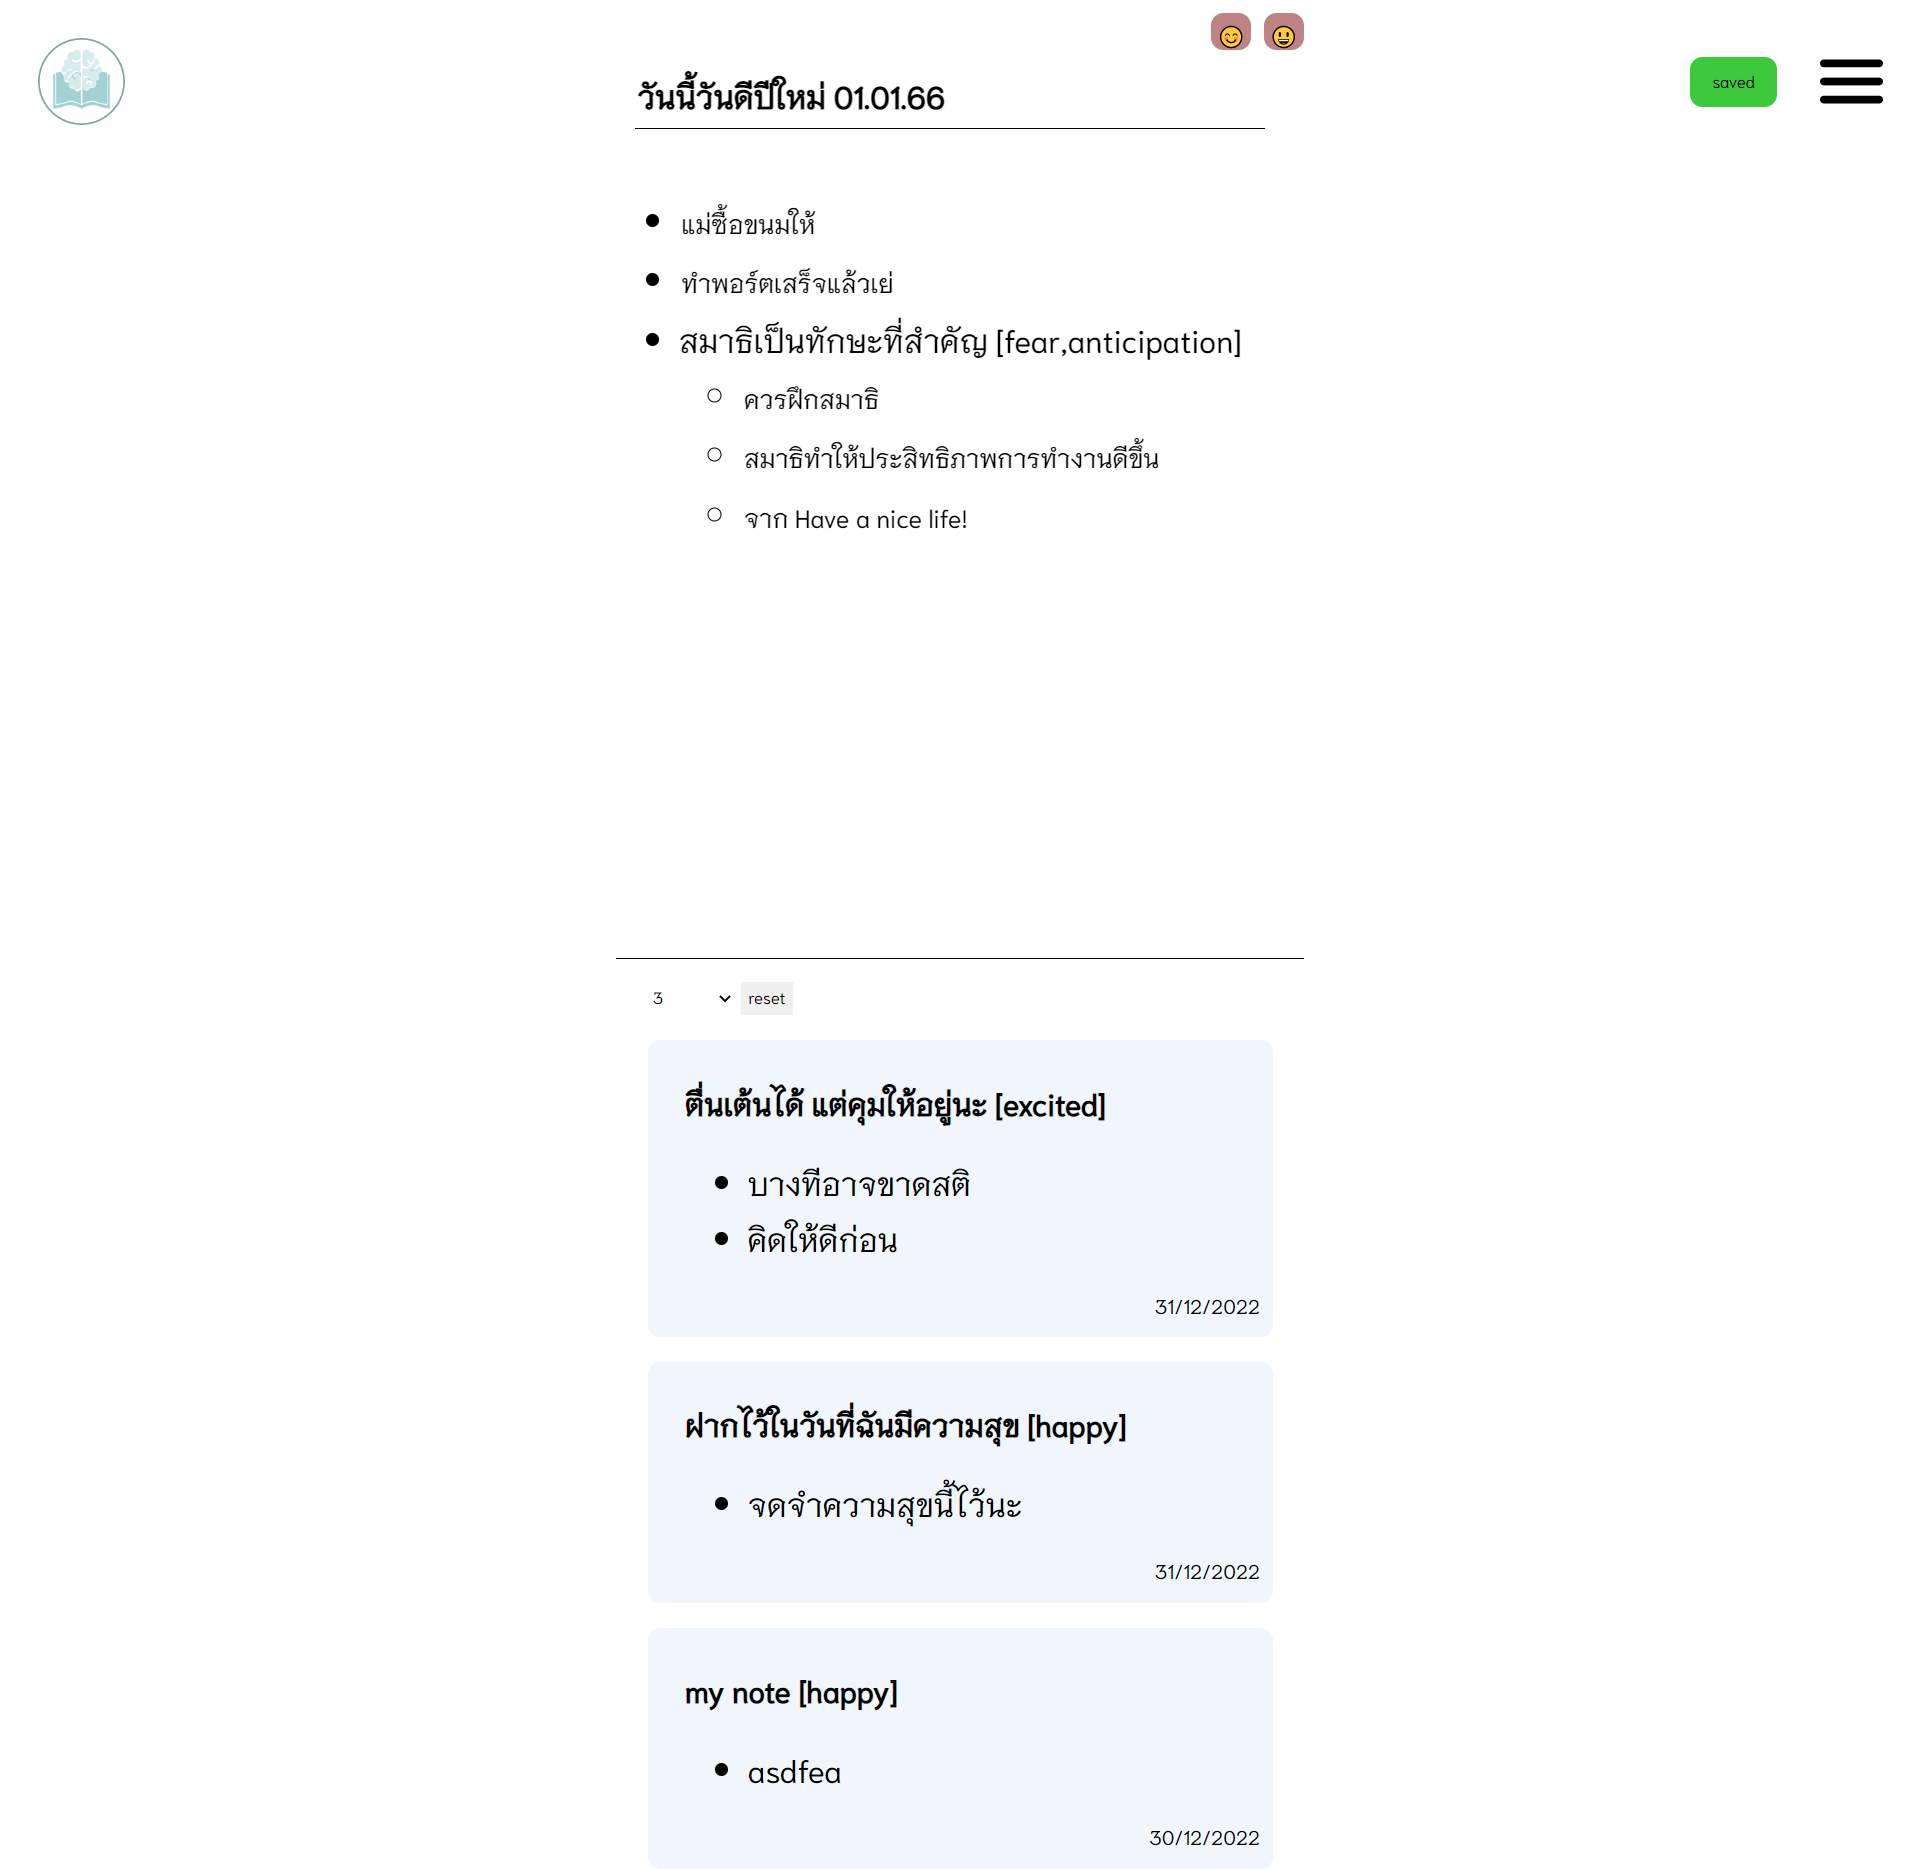 วันนี้วันดีปีใหม่ 01.01.66
saved
แม่ซื้อขนมให้
ทำพอร์ตเสร็จแล้วเย่
สมาธิเป็นทักษะที่สำคัญ [fear,anticipation]
ควรฝึกสมาธิ
สมาธิทำให้ประสิทธิภาพการทำงานดีขึ้น
จาก Have a nice life!
3 reset
ตื่นเต้นได้ แต่คุมให้อยู่นะ [excited]
บางทีอาจขาดสติ
คิดให้ดีก่อน
31/12/2022
ฝากไว้ในวันที่ฉันมีความสุข [happy]
จดจำความสุขนี้ไว้นะ
31/12/2022
my note [happy]
asdfea
30/12/2022